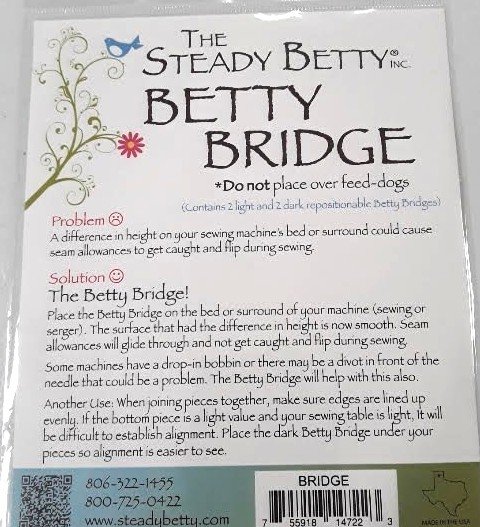 THE
STEADY BETTY® INC.
BETTY
BRIDGE
*Do not place over feed-dogs
(Contains 2 light and 2 dark repositionable Betty Bridges)
Problem ☹
A difference in height on your sewing machine's bed or surround could cause
seam allowances to get caught and flip during sewing.
Solution ☺
The Betty Bridge!
Place the Betty Bridge on the bed or surround of your machine (sewing or
serger). The surface that had the difference in height is now smooth. Seam
allowances will glide through and not get caught and flip during sewing.
Some machines have a drop-in bobbin or there may be a divot in front of the
needle that could be a problem. The Betty Bridge will help with this also.
Another Use: When joining pieces together, make sure edges are lined up
evenly. If the bottom piece is a light value and your sewing table is light, it will
be difficult to establish alignment. Place the dark Betty Bridge under your
pieces so alignment is easier to see.
806-322-1455
800-725-0422
www.steadybetty.com
BRIDGE
7 55918 14722 3
MADE IN THE USA